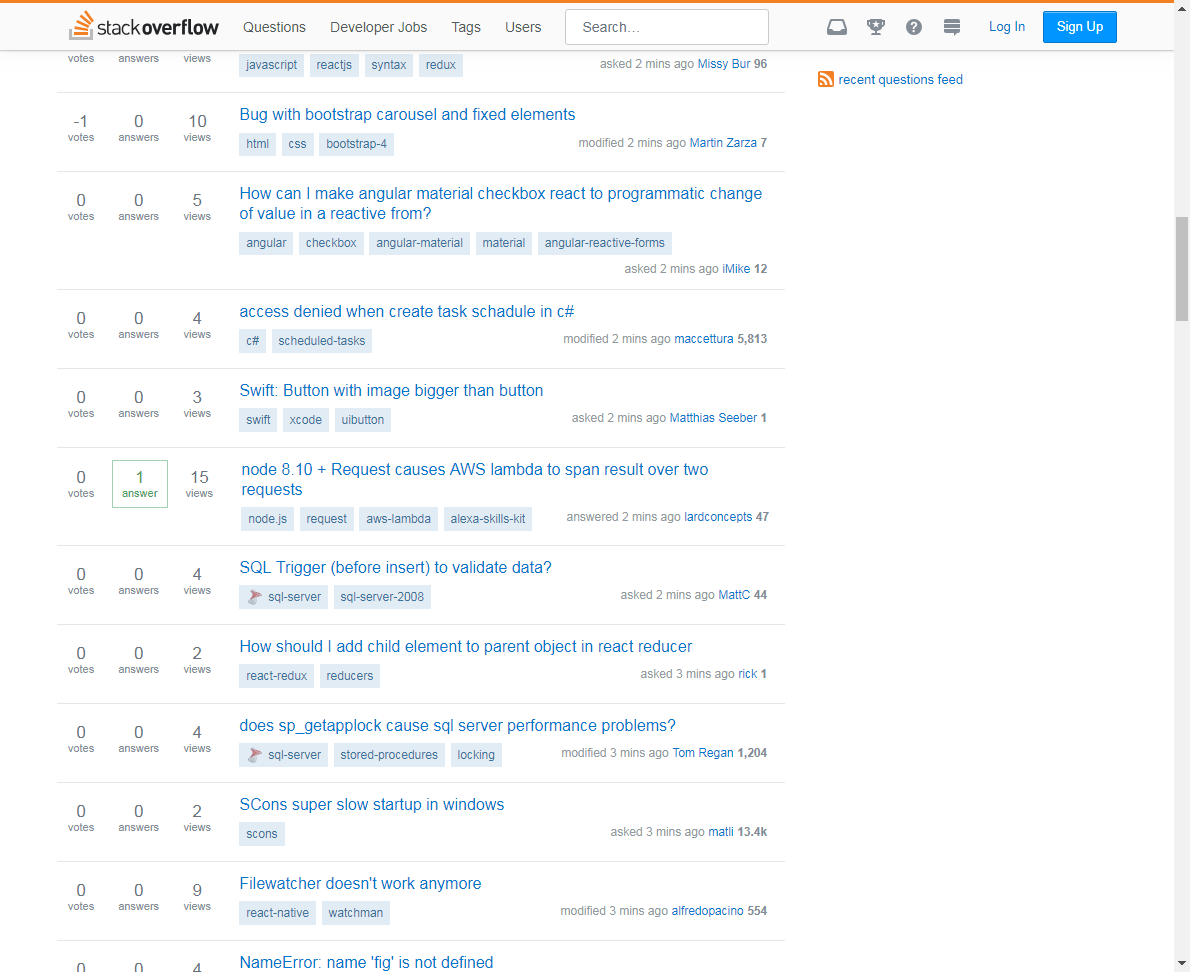 stackoverflow Questions Developer Jobs Tags Users Search... Log In Sign Up
votes answers views javascript reactjs syntax redux asked 2 mins ago Missy Bur 96
recent questions feed
Bug with bootstrap carousel and fixed elements
-1 votes 0 answers 10 views
html css bootstrap-4 modified 2 mins ago Martin Zarza 7
How can I make angular material checkbox react to programmatic change
of value in a reactive from?
0 votes 0 answers 5 views
angular checkbox angular-material material angular-reactive-forms
asked 2 mins ago iMike 12
access denied when create task schadule in c#
0 votes 0 answers 4 views
c# scheduled-tasks modified 2 mins ago maccettura 5,813
Swift: Button with image bigger than button
0 votes 0 answers 3 views
swift xcode uibutton asked 2 mins ago Matthias Seeber 1
node 8.10 + Request causes AWS lambda to span result over two
requests
0 votes 1 answer 15 views
node.js request aws-lambda alexa-skills-kit answered 2 mins ago lardconcepts 47
SQL Trigger (before insert) to validate data?
0 votes 0 answers 4 views
sql-server sql-server-2008 asked 2 mins ago MattC 44
How should I add child element to parent object in react reducer
0 votes 0 answers 2 views
react-redux reducers asked 3 mins ago rick 1
does sp_getapplock cause sql server performance problems?
0 votes 0 answers 4 views
sql-server stored-procedures locking modified 3 mins ago Tom Regan 1,204
SCons super slow startup in windows
0 votes 0 answers 2 views
scons asked 3 mins ago matli 13.4k
Filewatcher doesn't work anymore
0 votes 0 answers 9 views
react-native watchman modified 3 mins ago alfredopacino 554
NameError: name 'fig' is not defined
0 0 4